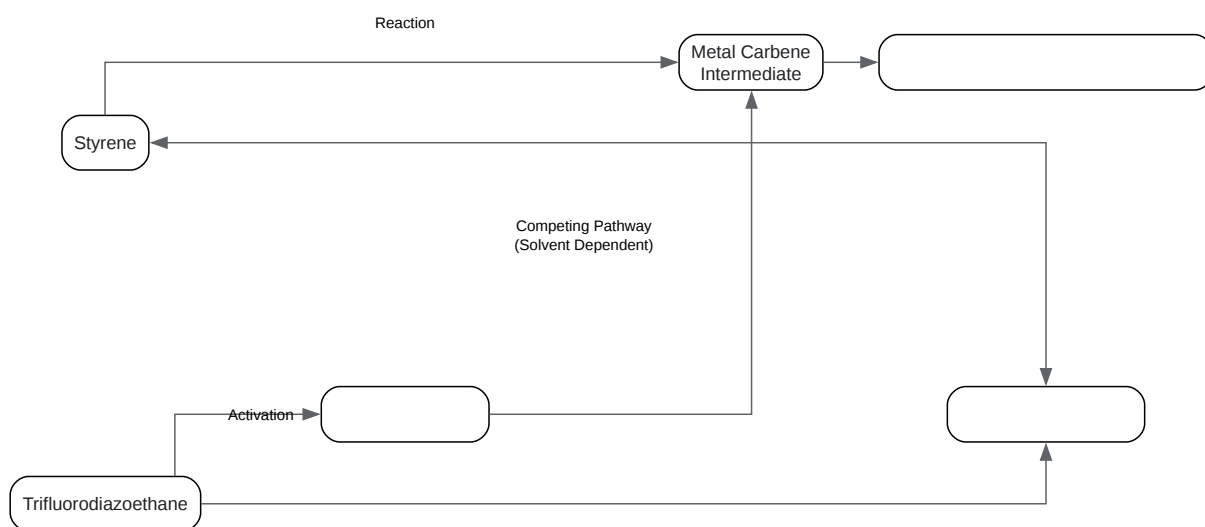 Reaction
Metal Carbene
Intermediate
Styrene
Competing Pathway
(Solvent Dependent)
Activation
Trifluorodiazoethane